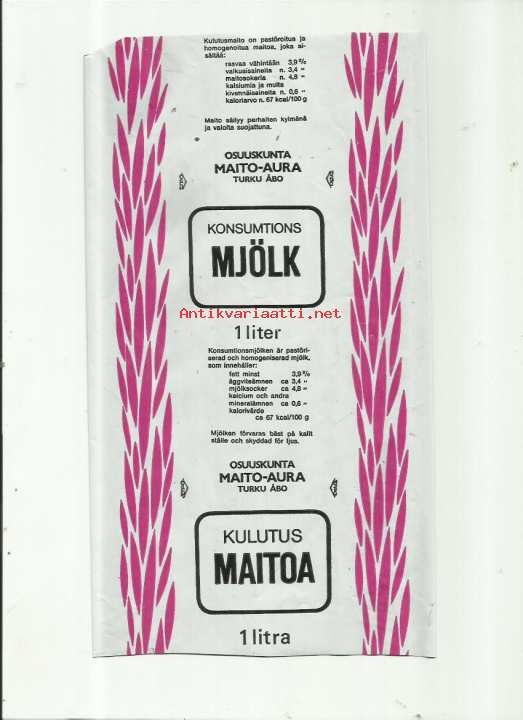 Kulutusmaito on pastöroitua ja
homogenoitua maitoa, joka si-
sältää:
rasvaa vähintään 3,9 %
valkuaisaineita n. 3,4 "
maitosokeria n. 4,8 "
kalsiumia ja muita
kivennäisaineita n. 0,6 "
kaloriarvo n. 67 kcal/100 g
Maito säilyy parhaiten kylmänä
ja valolta suojattuna.
OSUUSKUNTA
MAITO-AURA
TURKU ÅBO
KONSUMTIONS
MJÖLK
Antikvariaatti.net
1 liter
Konsumtionsmjölken är pastöri-
serad och homogeniserad mjölk,
som innehåller:
fett minst 3,9 %
äggviteämnen ca 3,4 "
mjölksocker ca 4,8 "
kalcium och andra
mineralämnen ca 0,6 "
kalorivärde
ca 67 kcal/100 g
Mjölken förvaras bäst på kallt
ställe och skyddad för ljus.
OSUUSKUNTA
MAITO-AURA
TURKU ÅBO
KULUTUS
MAITOA
1 litra